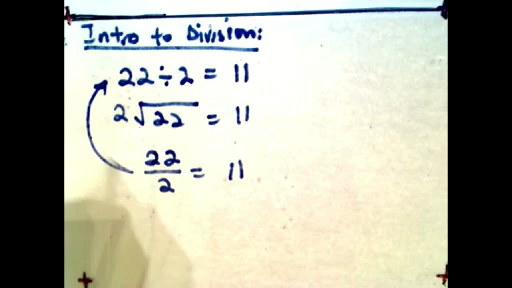 Intro to Division:
22 ÷ 2 = 11
2√22 = 11
22/2 = 11